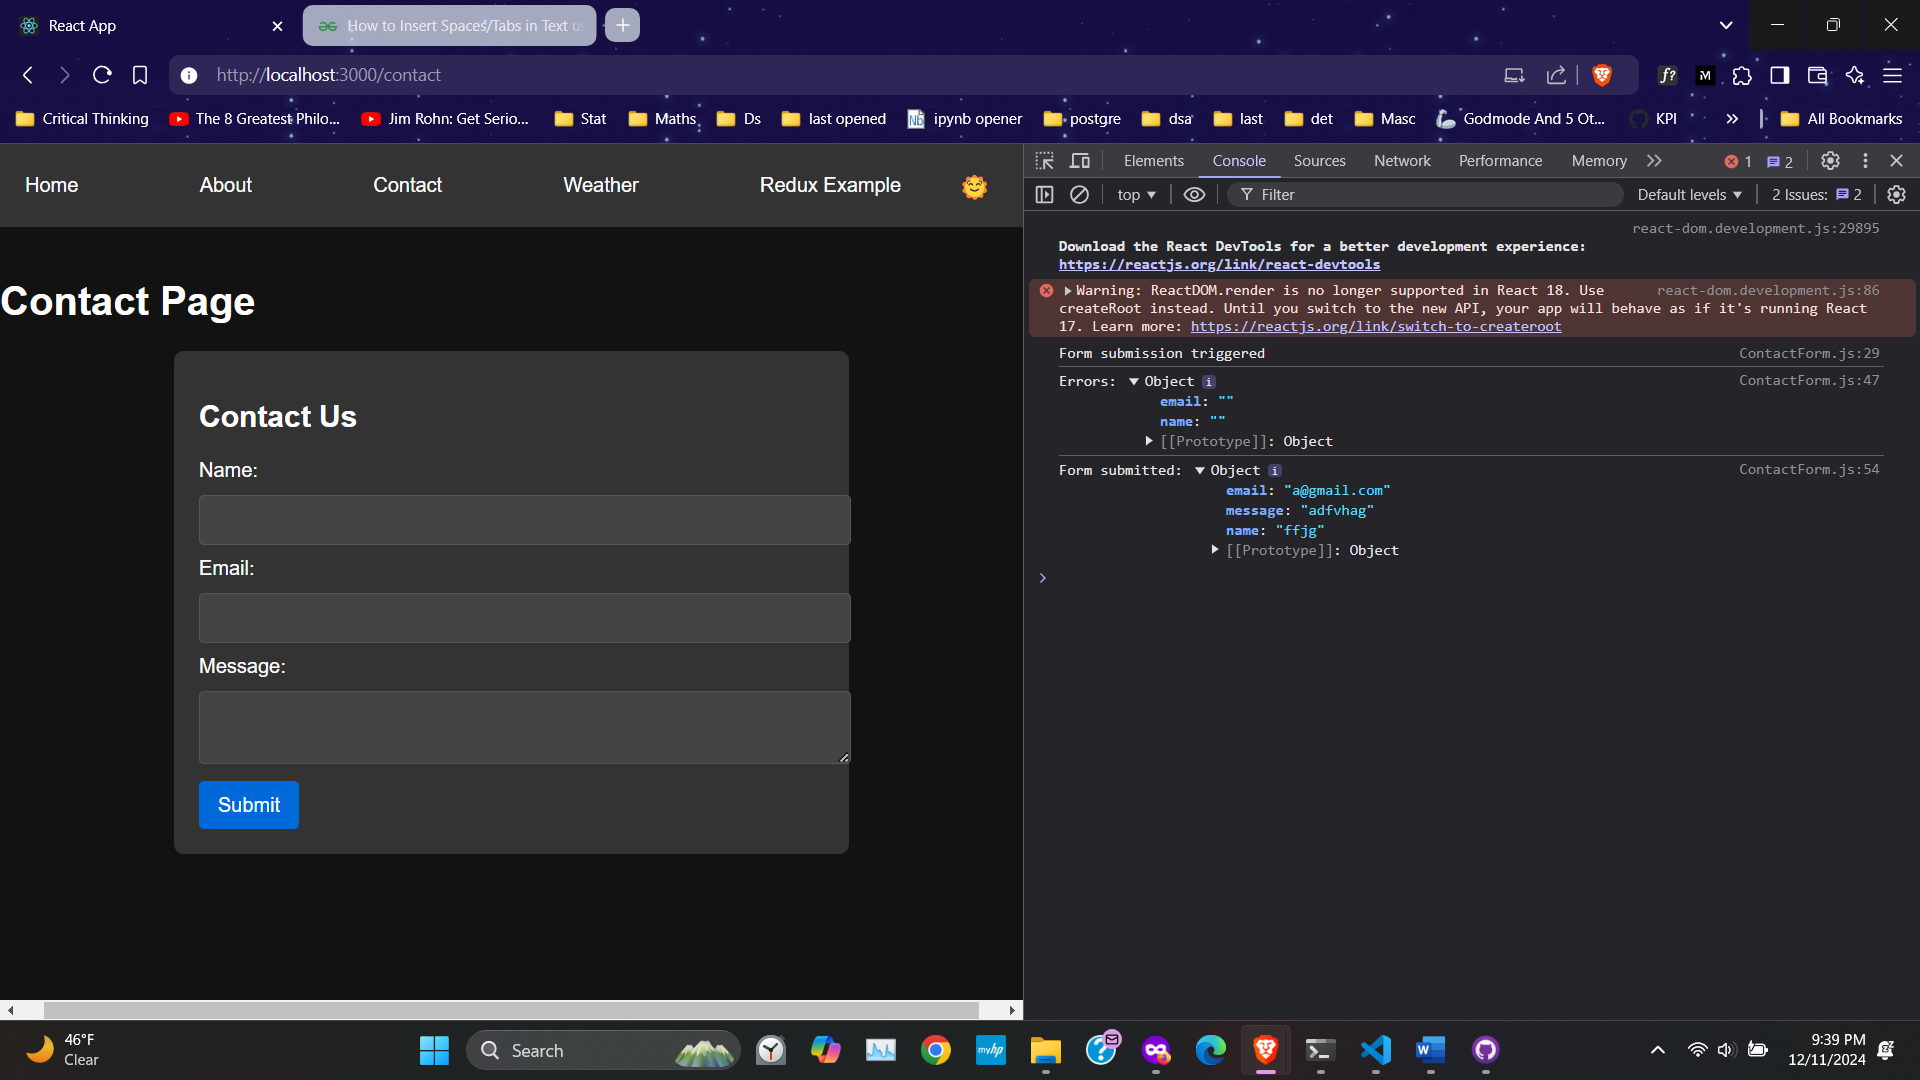 React App
How to Insert Spaces/Tabs in Text u
http://localhost:3000/contact
f?
M
Critical Thinking
The 8 Greatest Philo...
Jim Rohn: Get Serio...
Stat
Maths
Ds
last opened
ipynb opener
postgre
dsa
last
det
Masc
Godmode And 5 Ot...
KPI
All Bookmarks
Home
About
Contact
Weather
Redux Example
Contact Page
Contact Us
Name:
Email:
Message:
Submit
Elements
Console
Sources
Network
Performance
Memory
1
2
top
Filter
Default levels
2 Issues:
2
react-dom.development.js:29895
Download the React DevTools for a better development experience:
https://reactjs.org/link/react-devtools
Warning: ReactDOM.render is no longer supported in React 18. Use
react-dom.development.js:86
createRoot instead. Until you switch to the new API, your app will behave as if it's running React
17. Learn more: https://reactjs.org/link/switch-to-createroot
Form submission triggered
ContactForm.js:29
Errors: Object i
ContactForm.js:47
email: ""
name: ""
[[Prototype]]: Object
Form submitted: Object i
ContactForm.js:54
email: "a@gmail.com"
message: "adfvhag"
name: "ffjg"
[[Prototype]]: Object
46°F
Clear
Search
myhp
W
9:39 PM
12/11/2024